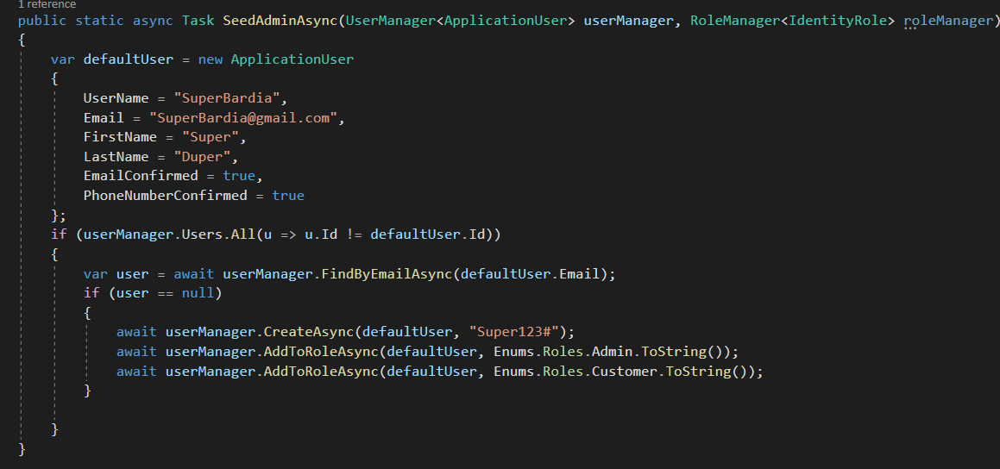 1 reference
public static async Task SeedAdminAsync(UserManager<ApplicationUser> userManager, RoleManager<IdentityRole> roleManager)
{
var defaultUser = new ApplicationUser
{
UserName = "SuperBardia",
Email = "SuperBardia@gmail.com",
FirstName = "Super",
LastName = "Duper",
EmailConfirmed = true,
PhoneNumberConfirmed = true
};
if (userManager.Users.All(u => u.Id != defaultUser.Id))
{
var user = await userManager.FindByEmailAsync(defaultUser.Email);
if (user == null)
{
await userManager.CreateAsync(defaultUser, "Super123#");
await userManager.AddToRoleAsync(defaultUser, Enums.Roles.Admin.ToString());
await userManager.AddToRoleAsync(defaultUser, Enums.Roles.Customer.ToString());
}
}
}